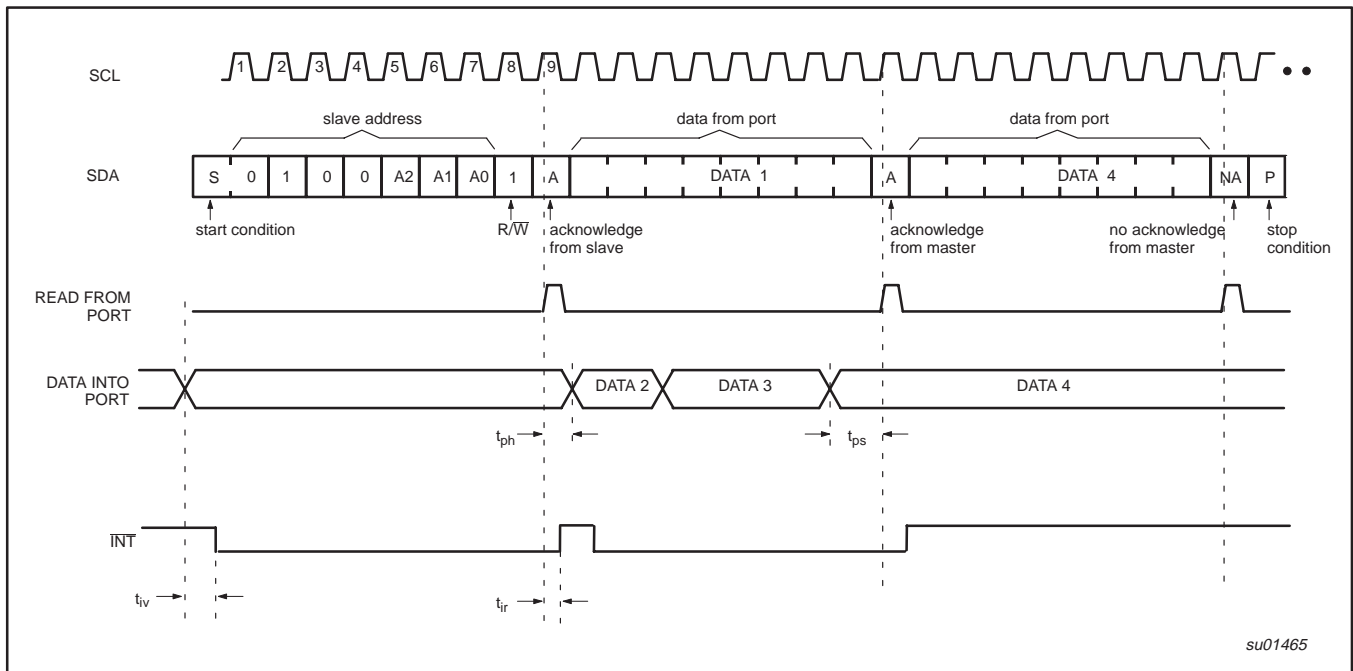 SCL 1 2 3 4 5 6 7 8 9
slave address data from port data from port
SDA S 0 1 0 0 A2 A1 A0 1 A DATA 1 A DATA 4 NA P
start condition R/W̅ acknowledge from slave acknowledge from master no acknowledge from master stop condition
READ FROM PORT
DATA INTO PORT DATA 2 DATA 3 DATA 4
tph tps
I̅N̅T̅
tiv tir
su01465